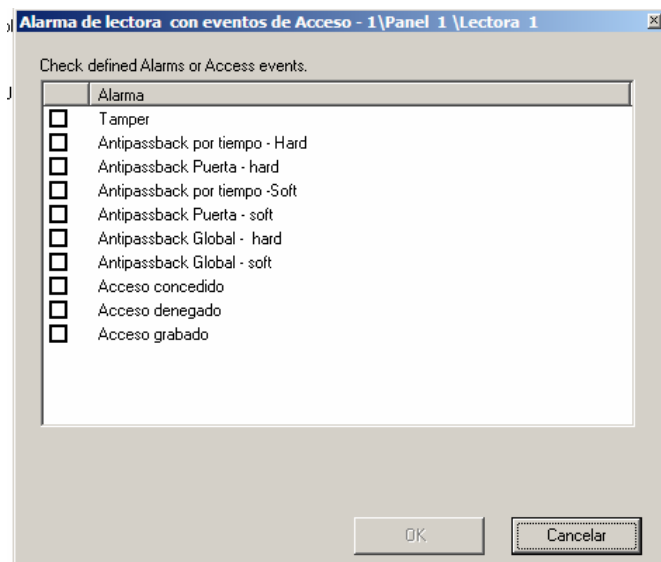 Alarma de lectora con eventos de Acceso - 1\Panel 1 \Lectora 1
Check defined Alarms or Access events.
Alarma
Tamper
Antipassback por tiempo - Hard
Antipassback Puerta - hard
Antipassback por tiempo -Soft
Antipassback Puerta - soft
Antipassback Global - hard
Antipassback Global - soft
Acceso concedido
Acceso denegado
Acceso grabado
OK
Cancelar